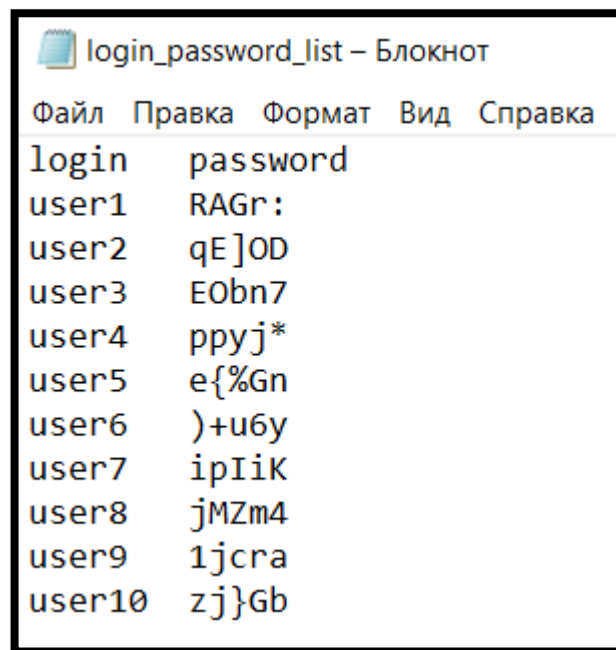 login_password_list – Блокнот
Файл Правка Формат Вид Справка
login password
user1 RAGr:
user2 qE]OD
user3 EObn7
user4 ppyj*
user5 e{%Gn
user6 )+u6y
user7 ipIiK
user8 jMZm4
user9 1jcra
user10 zj}Gb